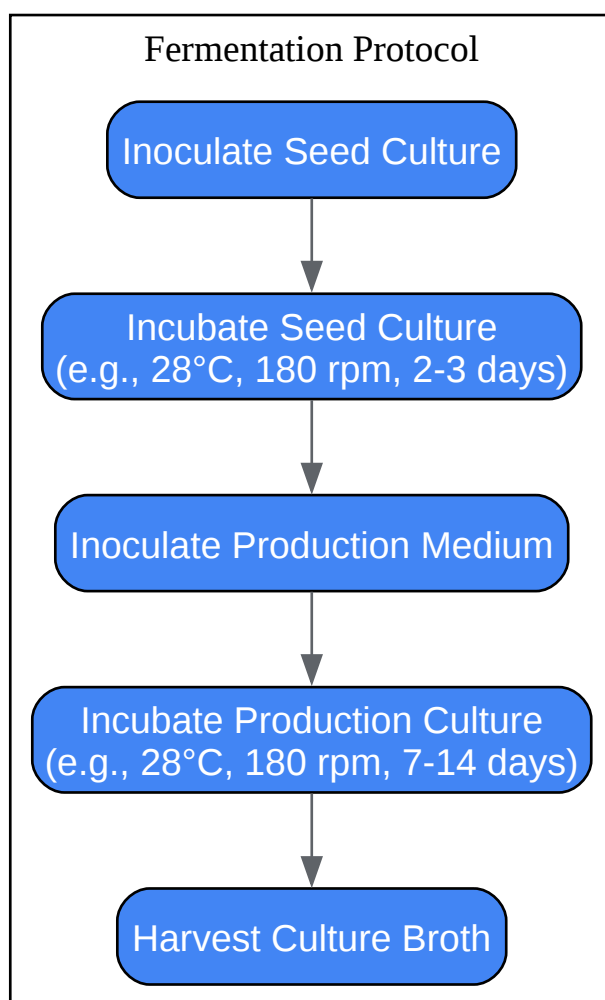 Fermentation Protocol
Inoculate Seed Culture
Incubate Seed Culture
(e.g., 28°C, 180 rpm, 2-3 days)
Inoculate Production Medium
Incubate Production Culture
(e.g., 28°C, 180 rpm, 7-14 days)
Harvest Culture Broth